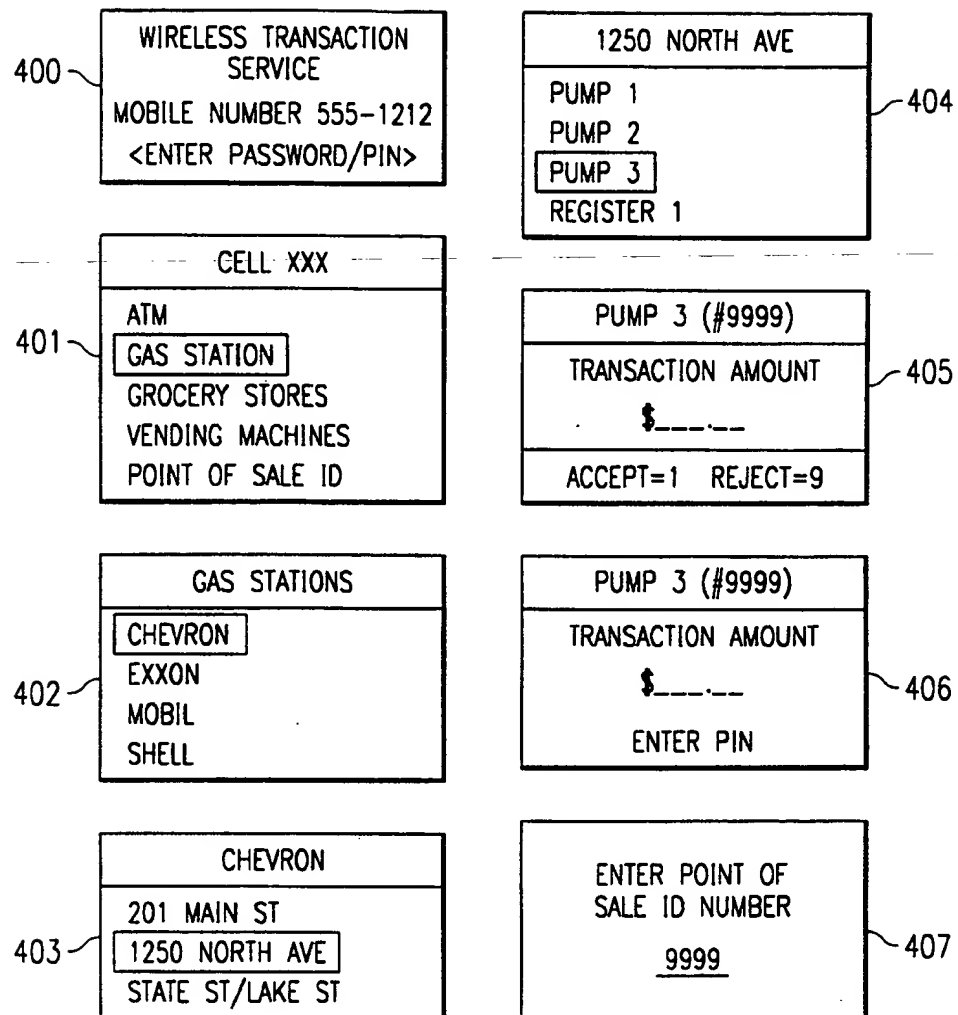 400
WIRELESS TRANSACTION
SERVICE
MOBILE NUMBER 555-1212
<ENTER PASSWORD/PIN>
401
CELL XXX
ATM
GAS STATION
GROCERY STORES
VENDING MACHINES
POINT OF SALE ID
402
GAS STATIONS
CHEVRON
EXXON
MOBIL
SHELL
403
CHEVRON
201 MAIN ST
1250 NORTH AVE
STATE ST/LAKE ST
1250 NORTH AVE
PUMP 1
PUMP 2
PUMP 3
REGISTER 1
404
PUMP 3 (#9999)
TRANSACTION AMOUNT
$___.__
ACCEPT=1 REJECT=9
405
PUMP 3 (#9999)
TRANSACTION AMOUNT
$___.__
ENTER PIN
406
ENTER POINT OF
SALE ID NUMBER
9999
407